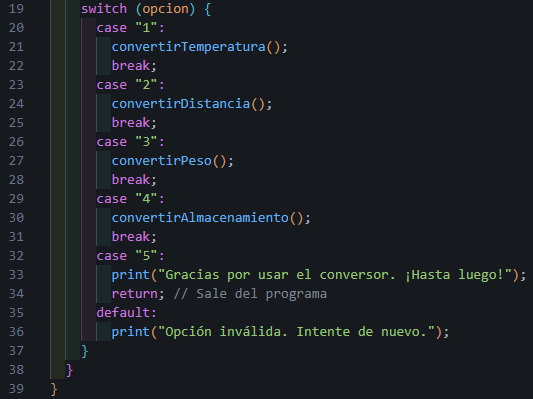 19 switch (opcion) {
20 case "1":
21 convertirTemperatura();
22 break;
23 case "2":
24 convertirDistancia();
25 break;
26 case "3":
27 convertirPeso();
28 break;
29 case "4":
30 convertirAlmacenamiento();
31 break;
32 case "5":
33 print("Gracias por usar el conversor. ¡Hasta luego!");
34 return; // Sale del programa
35 default:
36 print("Opción inválida. Intente de nuevo.");
37 }
38 }
39 }